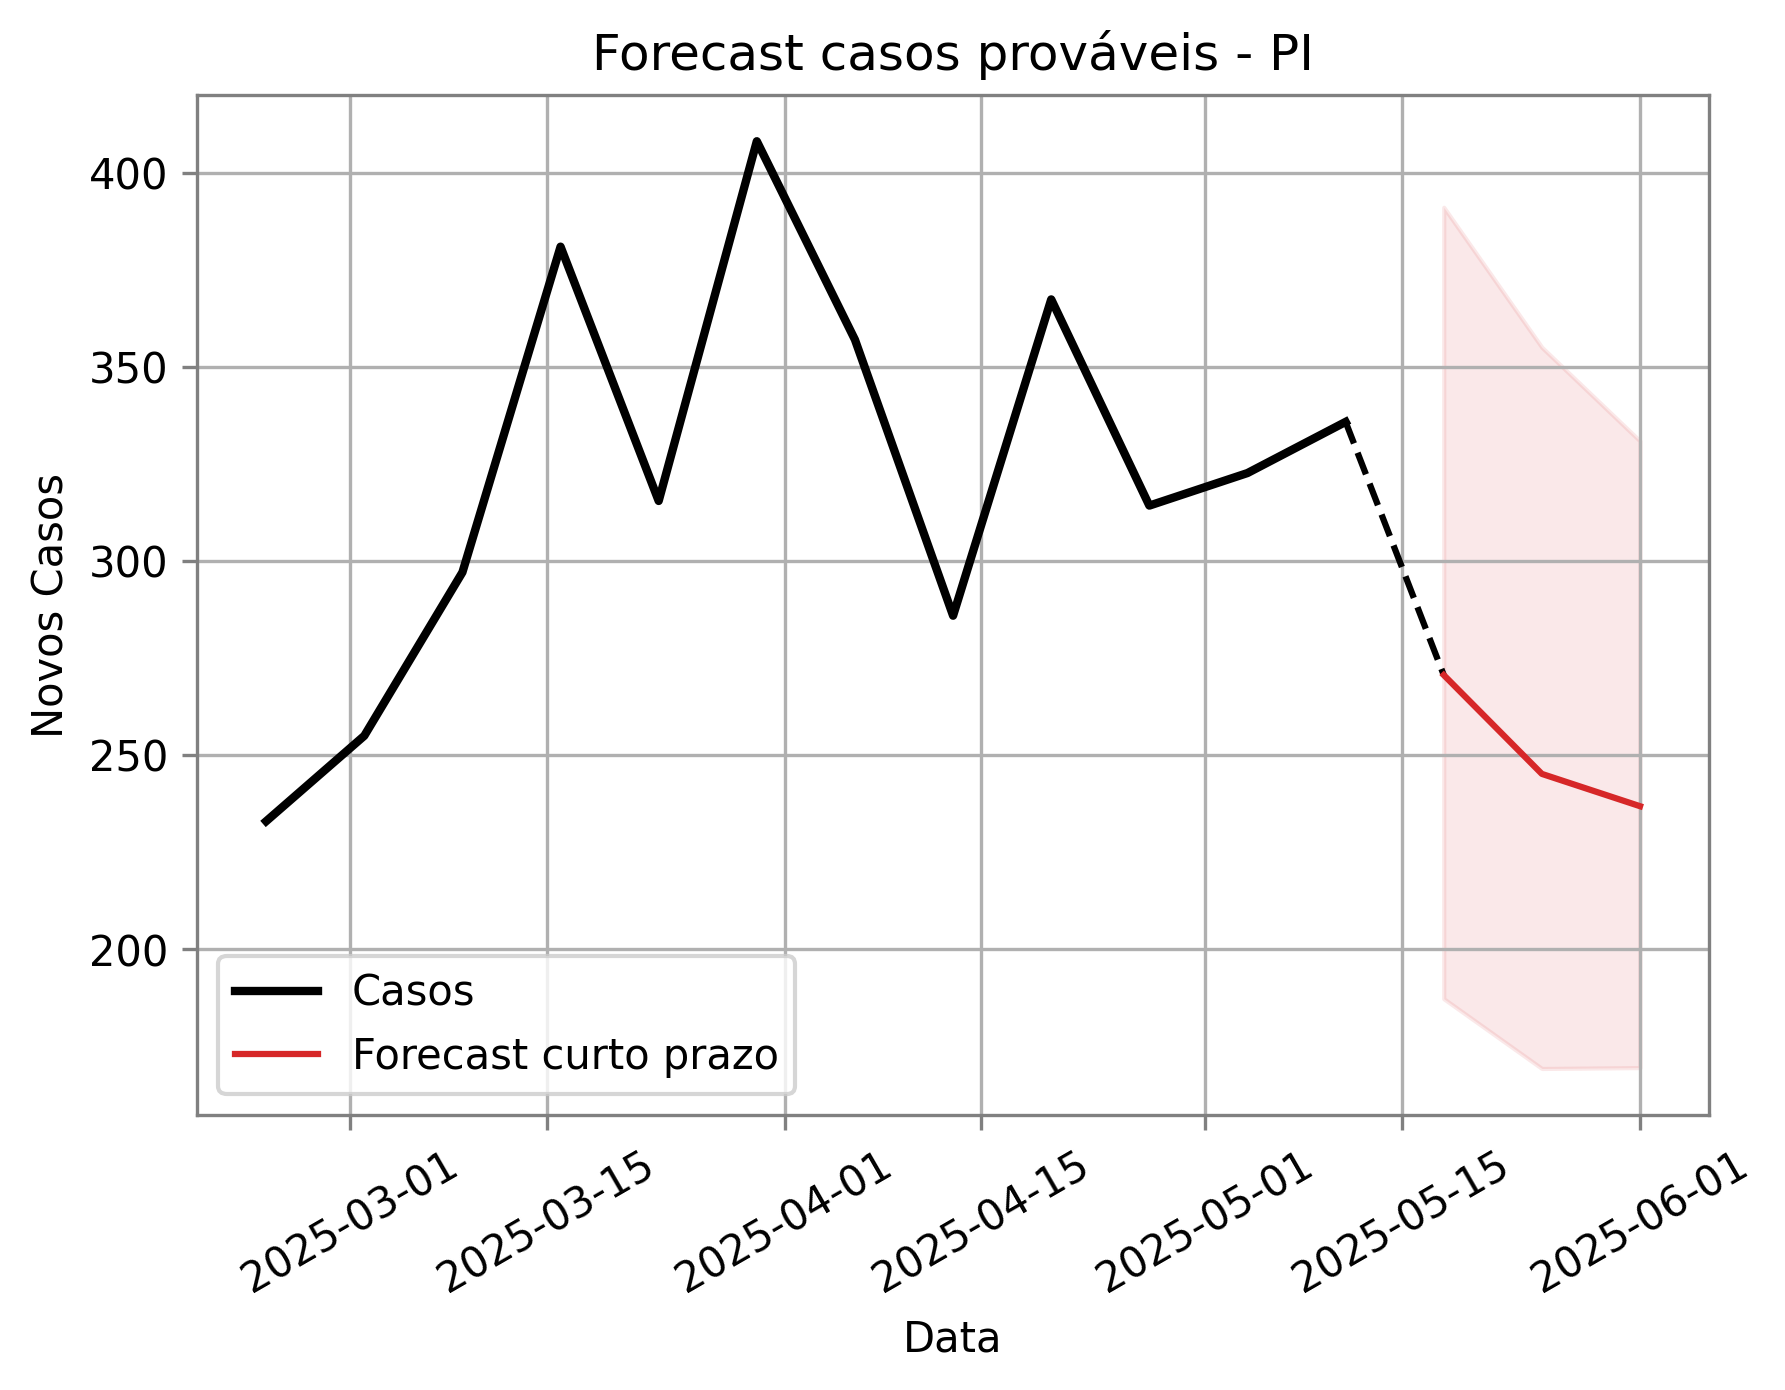 Forecast casos prováveis - PI
Novos Casos
400
350
300
250
200
Casos
Forecast curto prazo
2025-03-01
2025-03-15
2025-04-01
2025-04-15
2025-05-01
2025-05-15
2025-06-01
Data